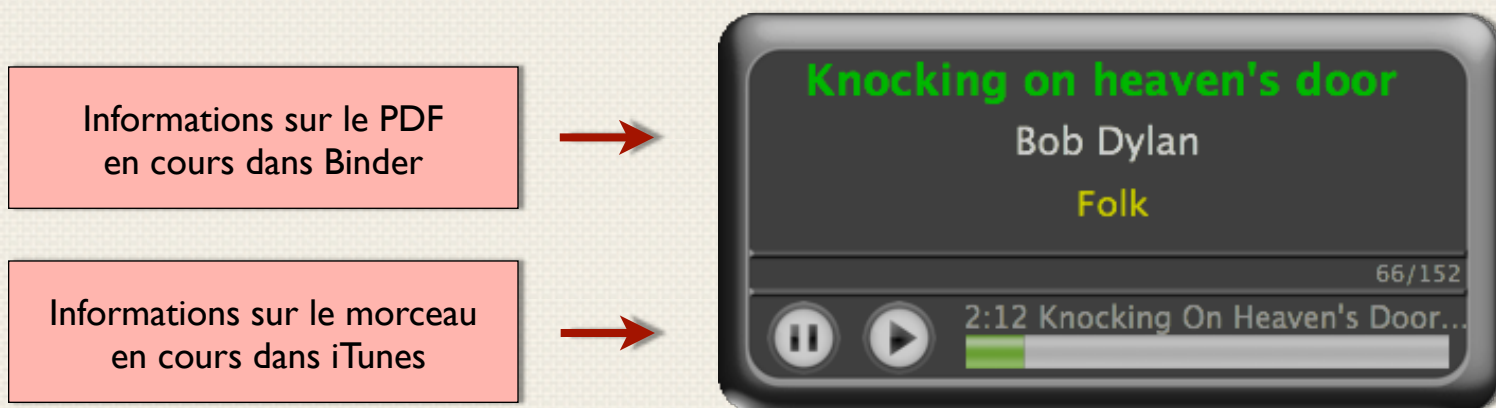 Informations sur le PDF
en cours dans Binder
Informations sur le morceau
en cours dans iTunes
Knocking on heaven's door
Bob Dylan
Folk
66/152
2:12 Knocking On Heaven's Door...